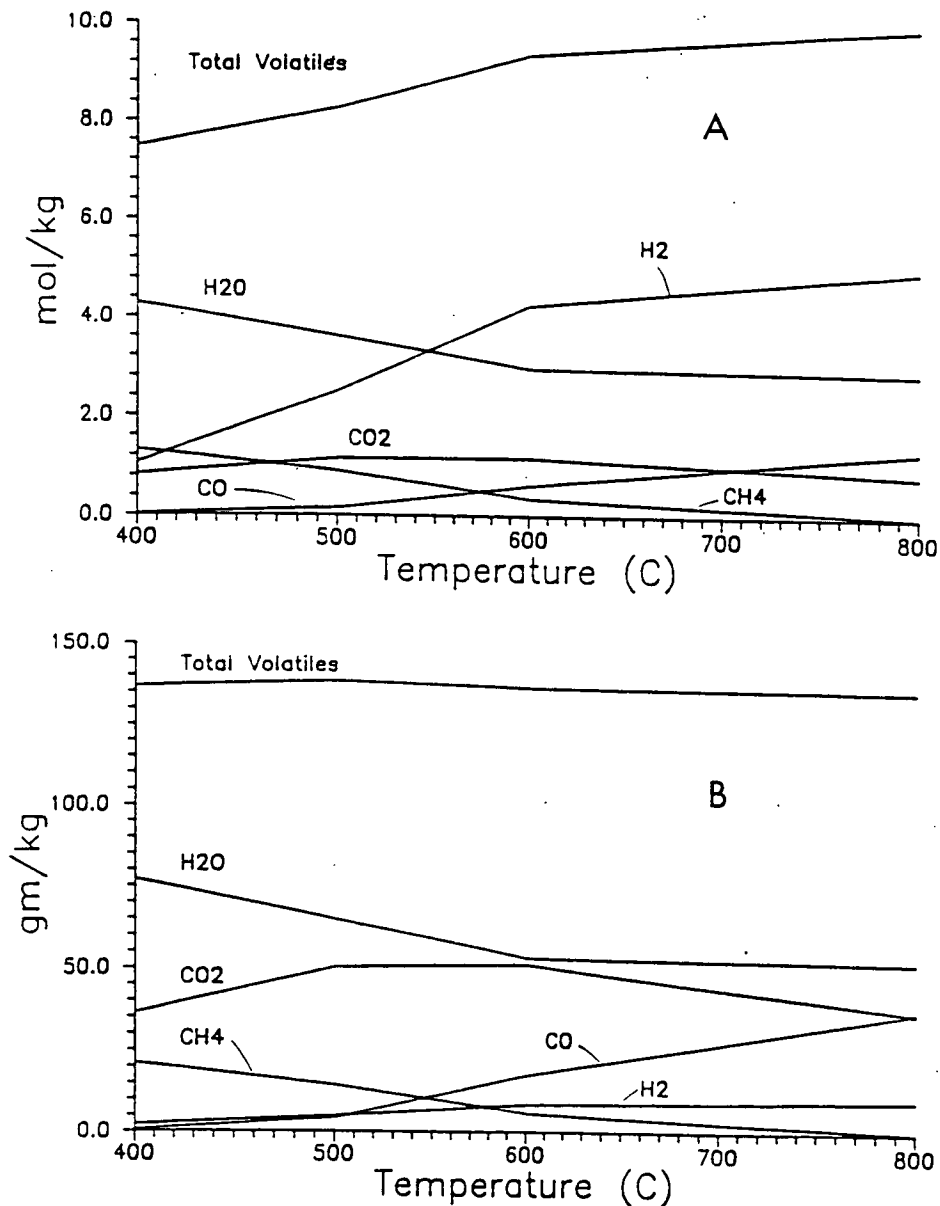 10.0
Total Volatiles
8.0
A
6.0
mol/kg
H2
H2O
4.0
2.0
CO2
CO
CH4
0.0
400 500 600 700 800
Temperature (C)
150.0
Total Volatiles
100.0
B
gm/kg
H2O
50.0
CO2
CH4
CO
H2
0.0
400 500 600 700 800
Temperature (C)